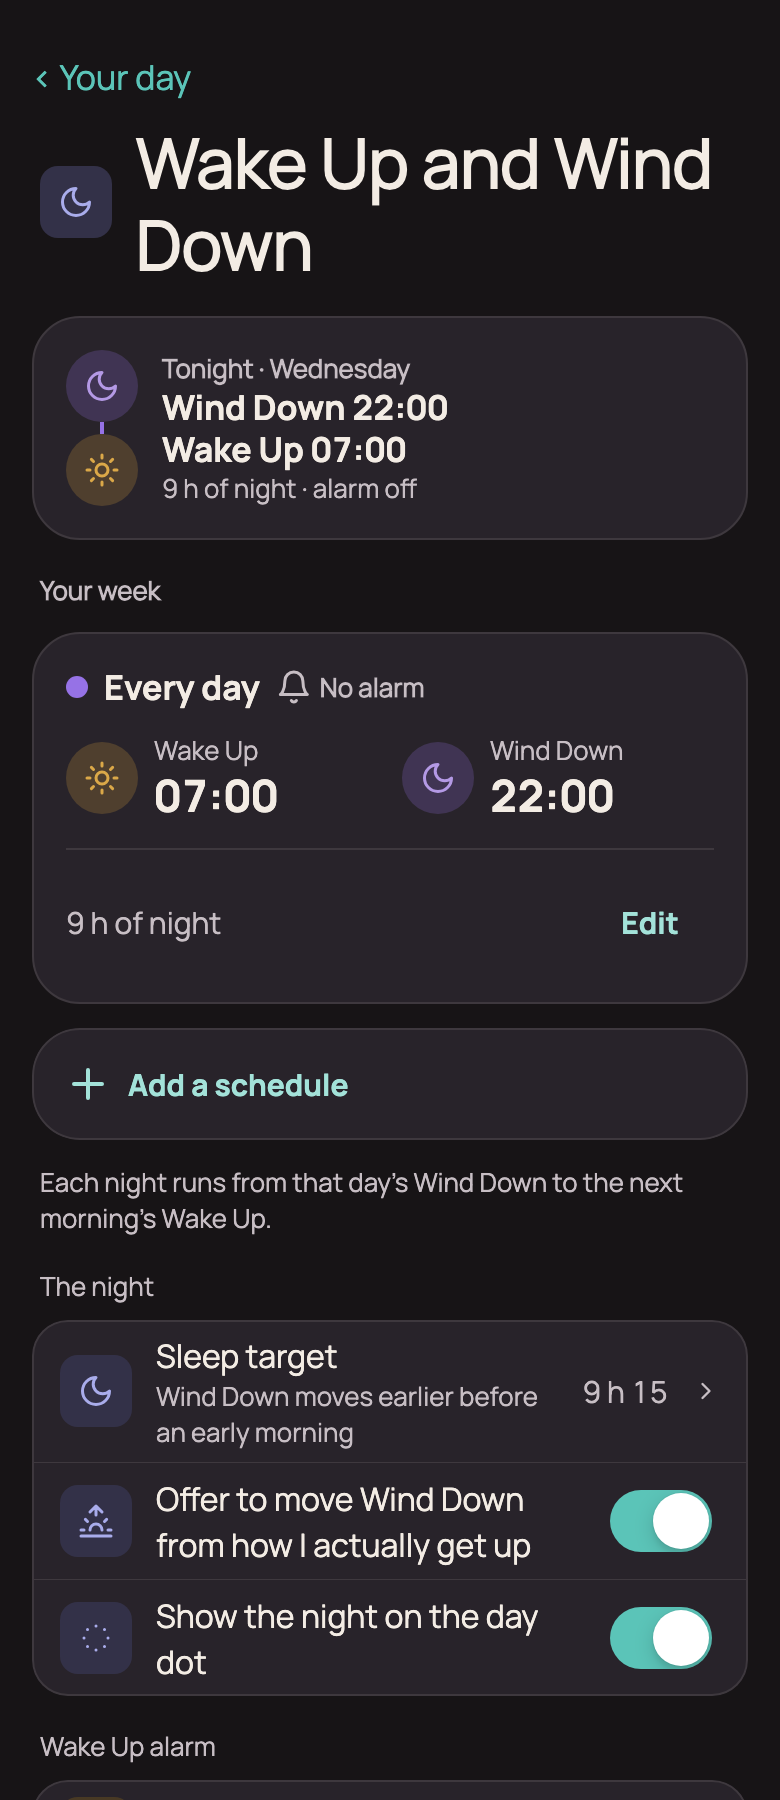 Your day
Wake Up and Wind
Down
Tonight · Wednesday
Wind Down 22:00
Wake Up 07:00
9 h of night · alarm off
Your week
Every day No alarm
Wake Up Wind Down
07:00 22:00
9 h of night Edit
Add a schedule
Each night runs from that day's Wind Down to the next
morning's Wake Up.
The night
Sleep target
Wind Down moves earlier before
an early morning
9 h 15
Offer to move Wind Down
from how I actually get up
Show the night on the day
dot
Wake Up alarm